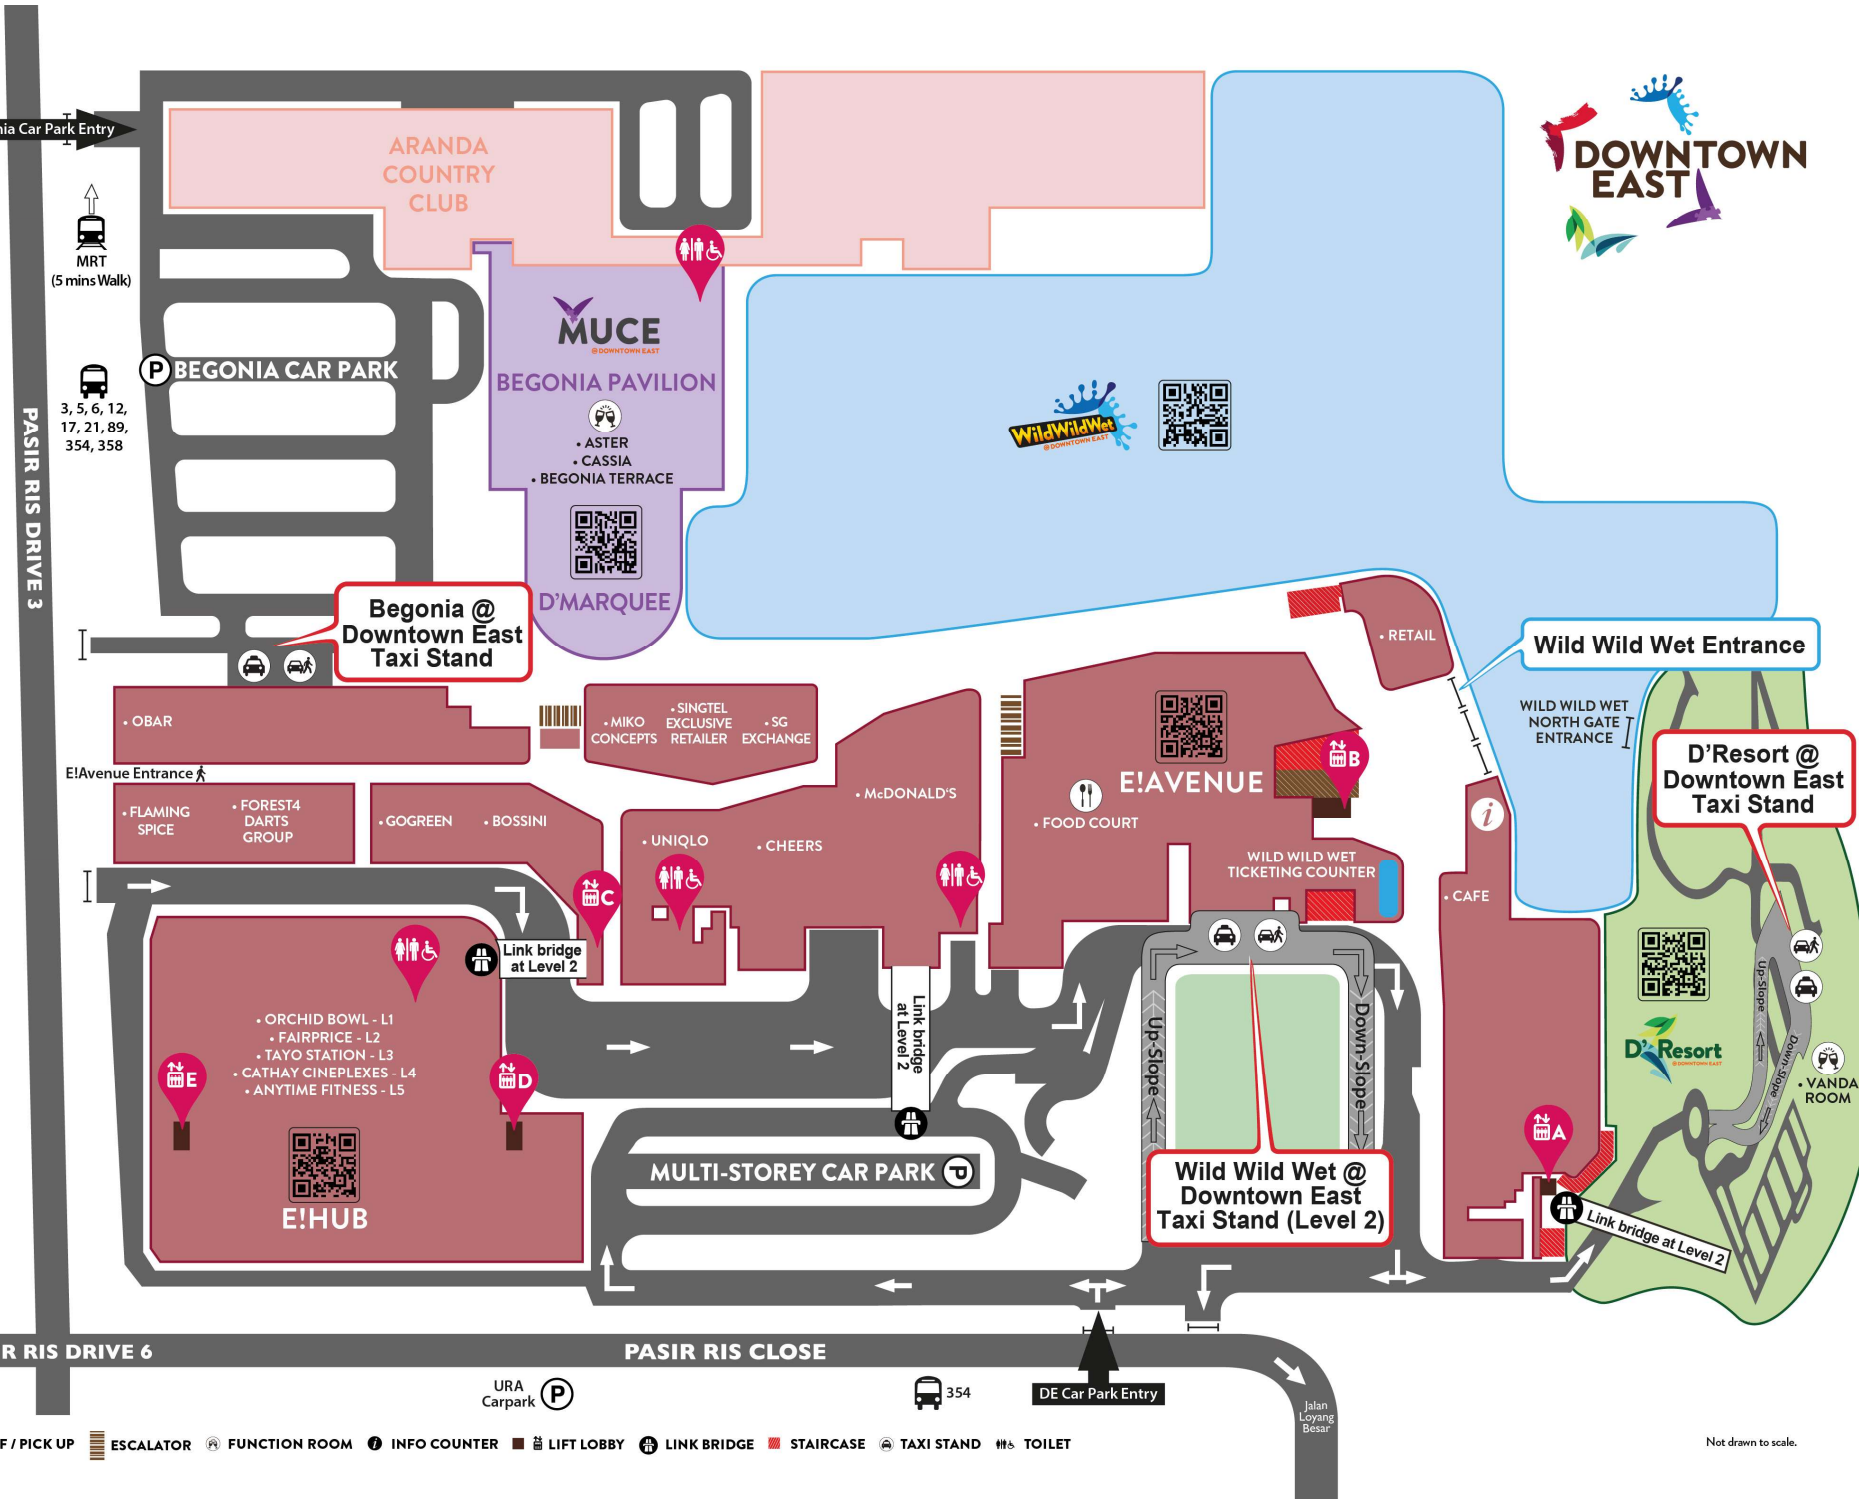 nia Car Park Entry
MRT
(5 mins Walk)
3, 5, 6, 12,
17, 21, 89,
354, 358
PASIR RIS DRIVE 3
ARANDA
COUNTRY
CLUB
P BEGONIA CAR PARK
MUCE
@DOWNTOWN EAST
BEGONIA PAVILION
• ASTER
• CASSIA
• BEGONIA TERRACE
D'MARQUEE
WildWildWet
@DOWNTOWN EAST
DOWNTOWN
EAST
Begonia @
Downtown East
Taxi Stand
• OBAR
E!Avenue Entrance
• FLAMING
SPICE
• FOREST4
DARTS
GROUP
• GOGREEN
• BOSSINI
• MIKO
CONCEPTS
• SINGTEL
EXCLUSIVE
RETAILER
• SG
EXCHANGE
• UNIQLO
• CHEERS
• McDONALD'S
E!AVENUE
• FOOD COURT
B
WILD WILD WET
TICKETING COUNTER
• RETAIL
Wild Wild Wet Entrance
WILD WILD WET
NORTH GATE
ENTRANCE
D'Resort @
Downtown East
Taxi Stand
i
• CAFE
C
Link bridge
at Level 2
• ORCHID BOWL - L1
• FAIRPRICE - L2
• TAYO STATION - L3
• CATHAY CINEPLEXES - L4
• ANYTIME FITNESS - L5
E
D
E!HUB
Link bridge
at Level 2
MULTI-STOREY CAR PARK P
Up-Slope
Down-Slope
Wild Wild Wet @
Downtown East
Taxi Stand (Level 2)
Up-Slope
Down-Slope
D'Resort
@DOWNTOWN EAST
• VANDA
ROOM
A
Link bridge at Level 2
R RIS DRIVE 6
PASIR RIS CLOSE
URA
Carpark P
354
DE Car Park Entry
Jalan
Loyang
Besar
F / PICK UP ESCALATOR FUNCTION ROOM i INFO COUNTER LIFT LOBBY LINK BRIDGE STAIRCASE TAXI STAND TOILET
Not drawn to scale.